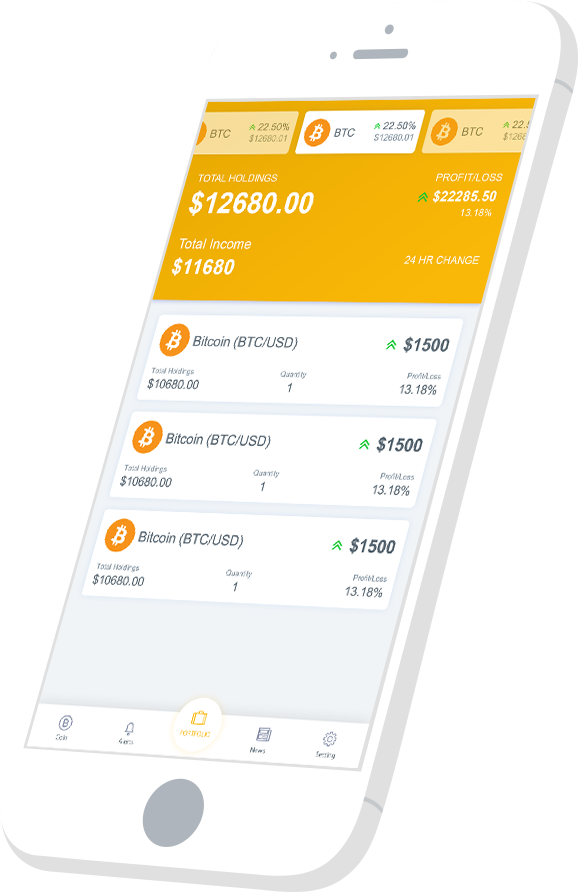 BTC 22.50% $12680.01
BTC 22.50% $12680.01
BTC 22.5
TOTAL HOLDINGS
PROFIT/LOSS
$12680.00
$22285.50
13.18%
Total Income
$11680
24 HR CHANGE
Bitcoin (BTC/USD)
$1500
Total Holdings
Quantity
Profit/Loss
$10680.00
1
13.18%
Bitcoin (BTC/USD)
$1500
Total Holdings
Quantity
Profit/Loss
$10680.00
1
13.18%
Bitcoin (BTC/USD)
$1500
Total Holdings
Quantity
Profit/Loss
$10680.00
1
13.18%
Coin
Alerts
PORTFOLIO
News
Setting